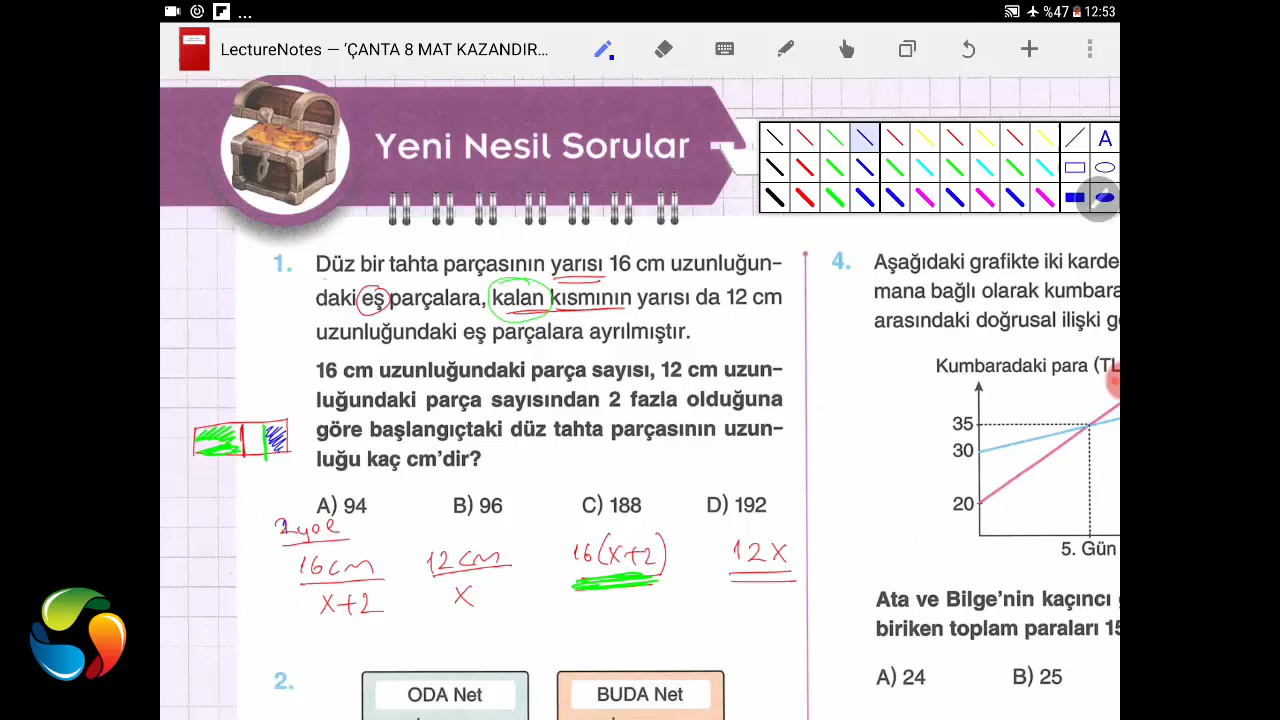 ... %47 12:53
LectureNotes — ‘ÇANTA 8 MAT KAZANDIR...
Yeni Nesil Sorular
A
1. Düz bir tahta parçasının yarısı 16 cm uzunluğun-
daki eş parçalara, kalan kısmının yarısı da 12 cm
uzunluğundaki eş parçalara ayrılmıştır.
16 cm uzunluğundaki parça sayısı, 12 cm uzun-
luğundaki parça sayısından 2 fazla olduğuna
göre başlangıçtaki düz tahta parçasının uzun-
luğu kaç cm’dir?
A) 94 B) 96 C) 188 D) 192
yol
16cm 12cm 16(x+2) 12x
x+2 x
2.
ODA Net BUDA Net
4. Aşağıdaki grafikte iki karde
mana bağlı olarak kumbara
arasındaki doğrusal ilişki g
Kumbaradaki para (TL
35
30
20
5. Gün
Ata ve Bilge’nin kaçıncı
biriken toplam paraları 15
A) 24 B) 25